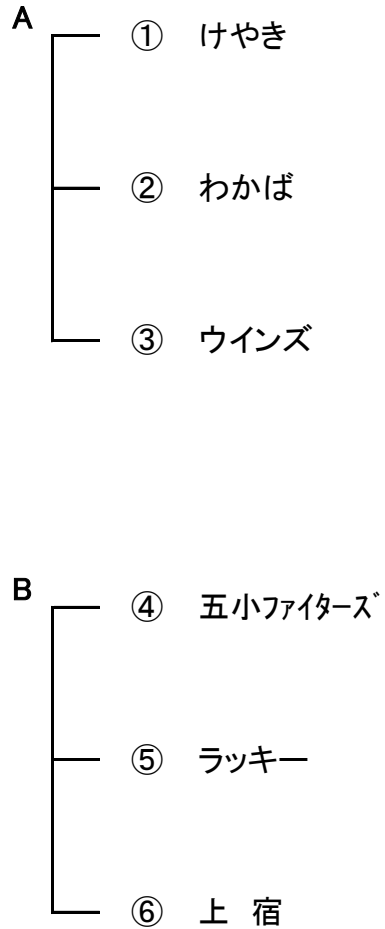 A
① けやき
② わかば
③ ウインズ
B
④ 五小ﾌｧｲﾀｰｽﾞ
⑤ ラッキー
⑥ 上 宿